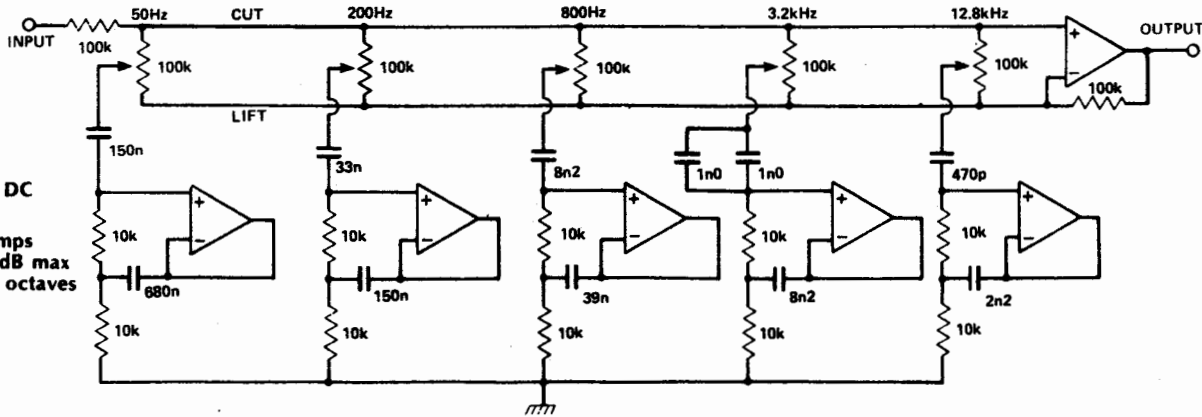 50Hz CUT 200Hz 800Hz 3.2kHz 12.8kHz
INPUT 100k OUTPUT
+
100k 100k 100k 100k 100k
−
100k
LIFT
150n 33n 8n2 1n0 1n0 470p
DC
+ + + + +
10k 10k 10k 10k 10k
− − − − −
mps
dB max
octaves
680n 150n 39n 8n2 2n2
10k 10k 10k 10k 10k